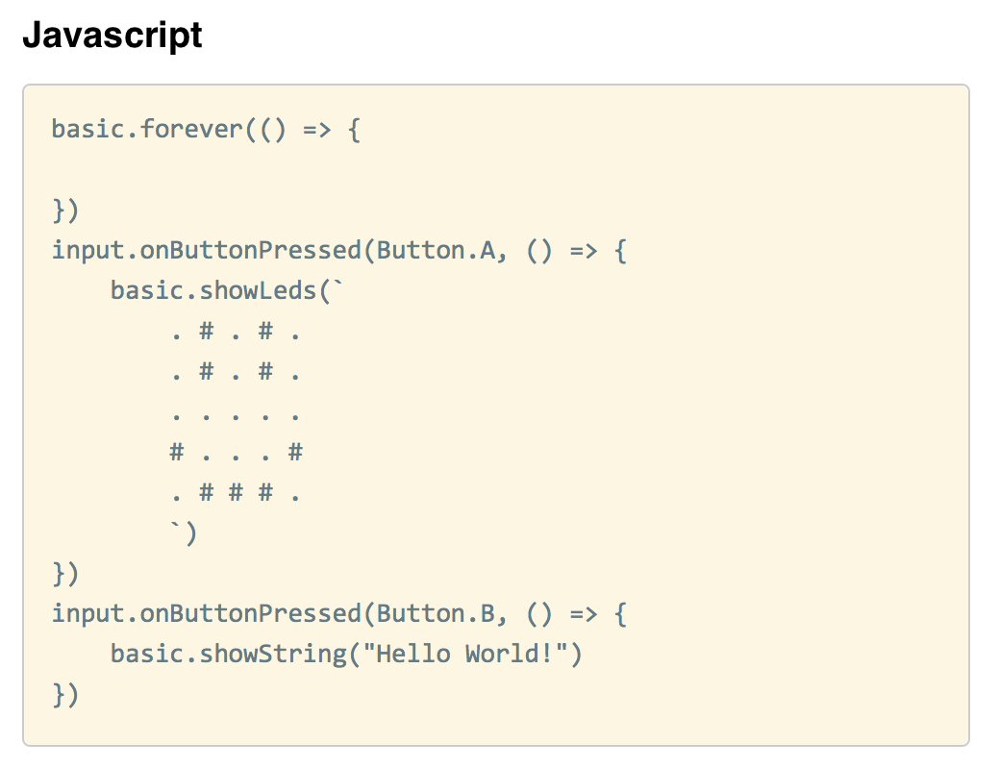 Javascript
basic.forever(() => {
})
input.onButtonPressed(Button.A, () => {
    basic.showLeds(`
        . # . # .
        . # . # .
        . . . . .
        # . . . #
        . # # # .
        `)
})
input.onButtonPressed(Button.B, () => {
    basic.showString("Hello World!")
})